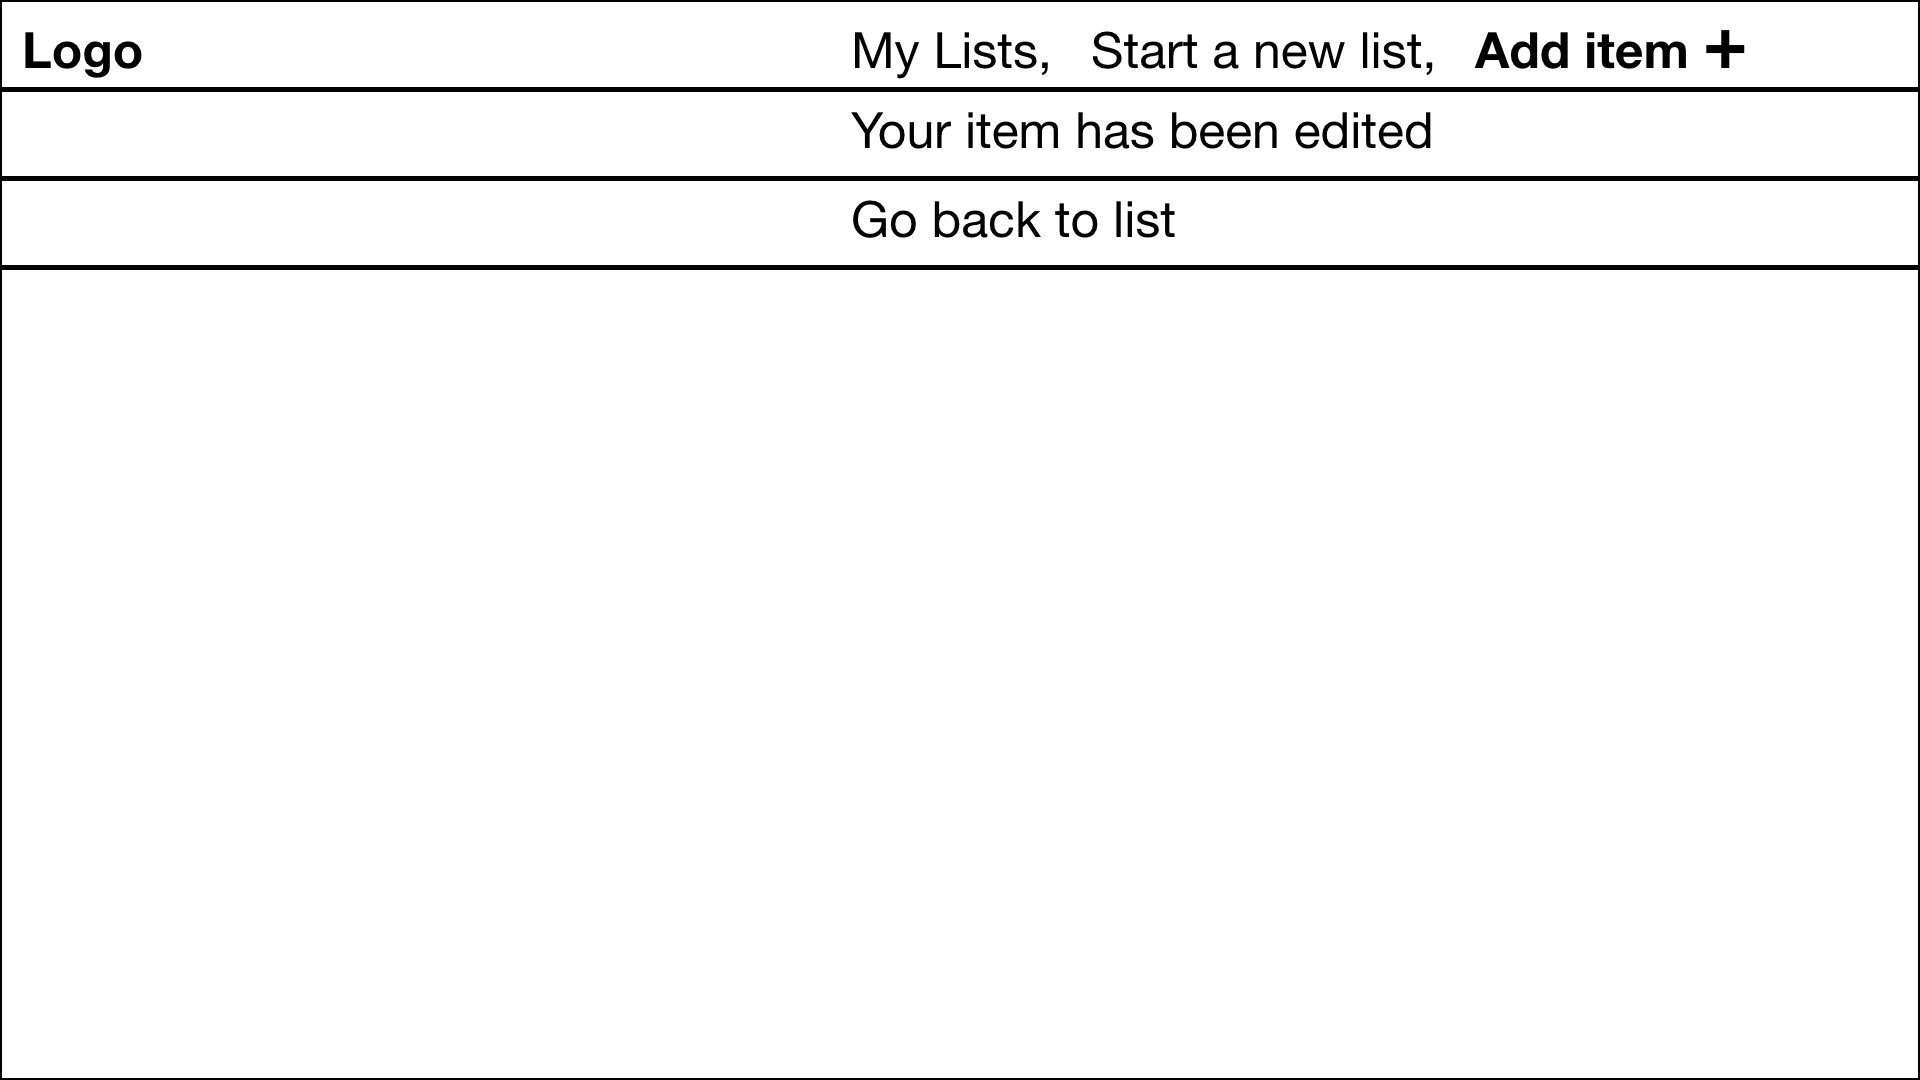 Logo My Lists, Start a new list, Add item +
Your item has been edited
Go back to list